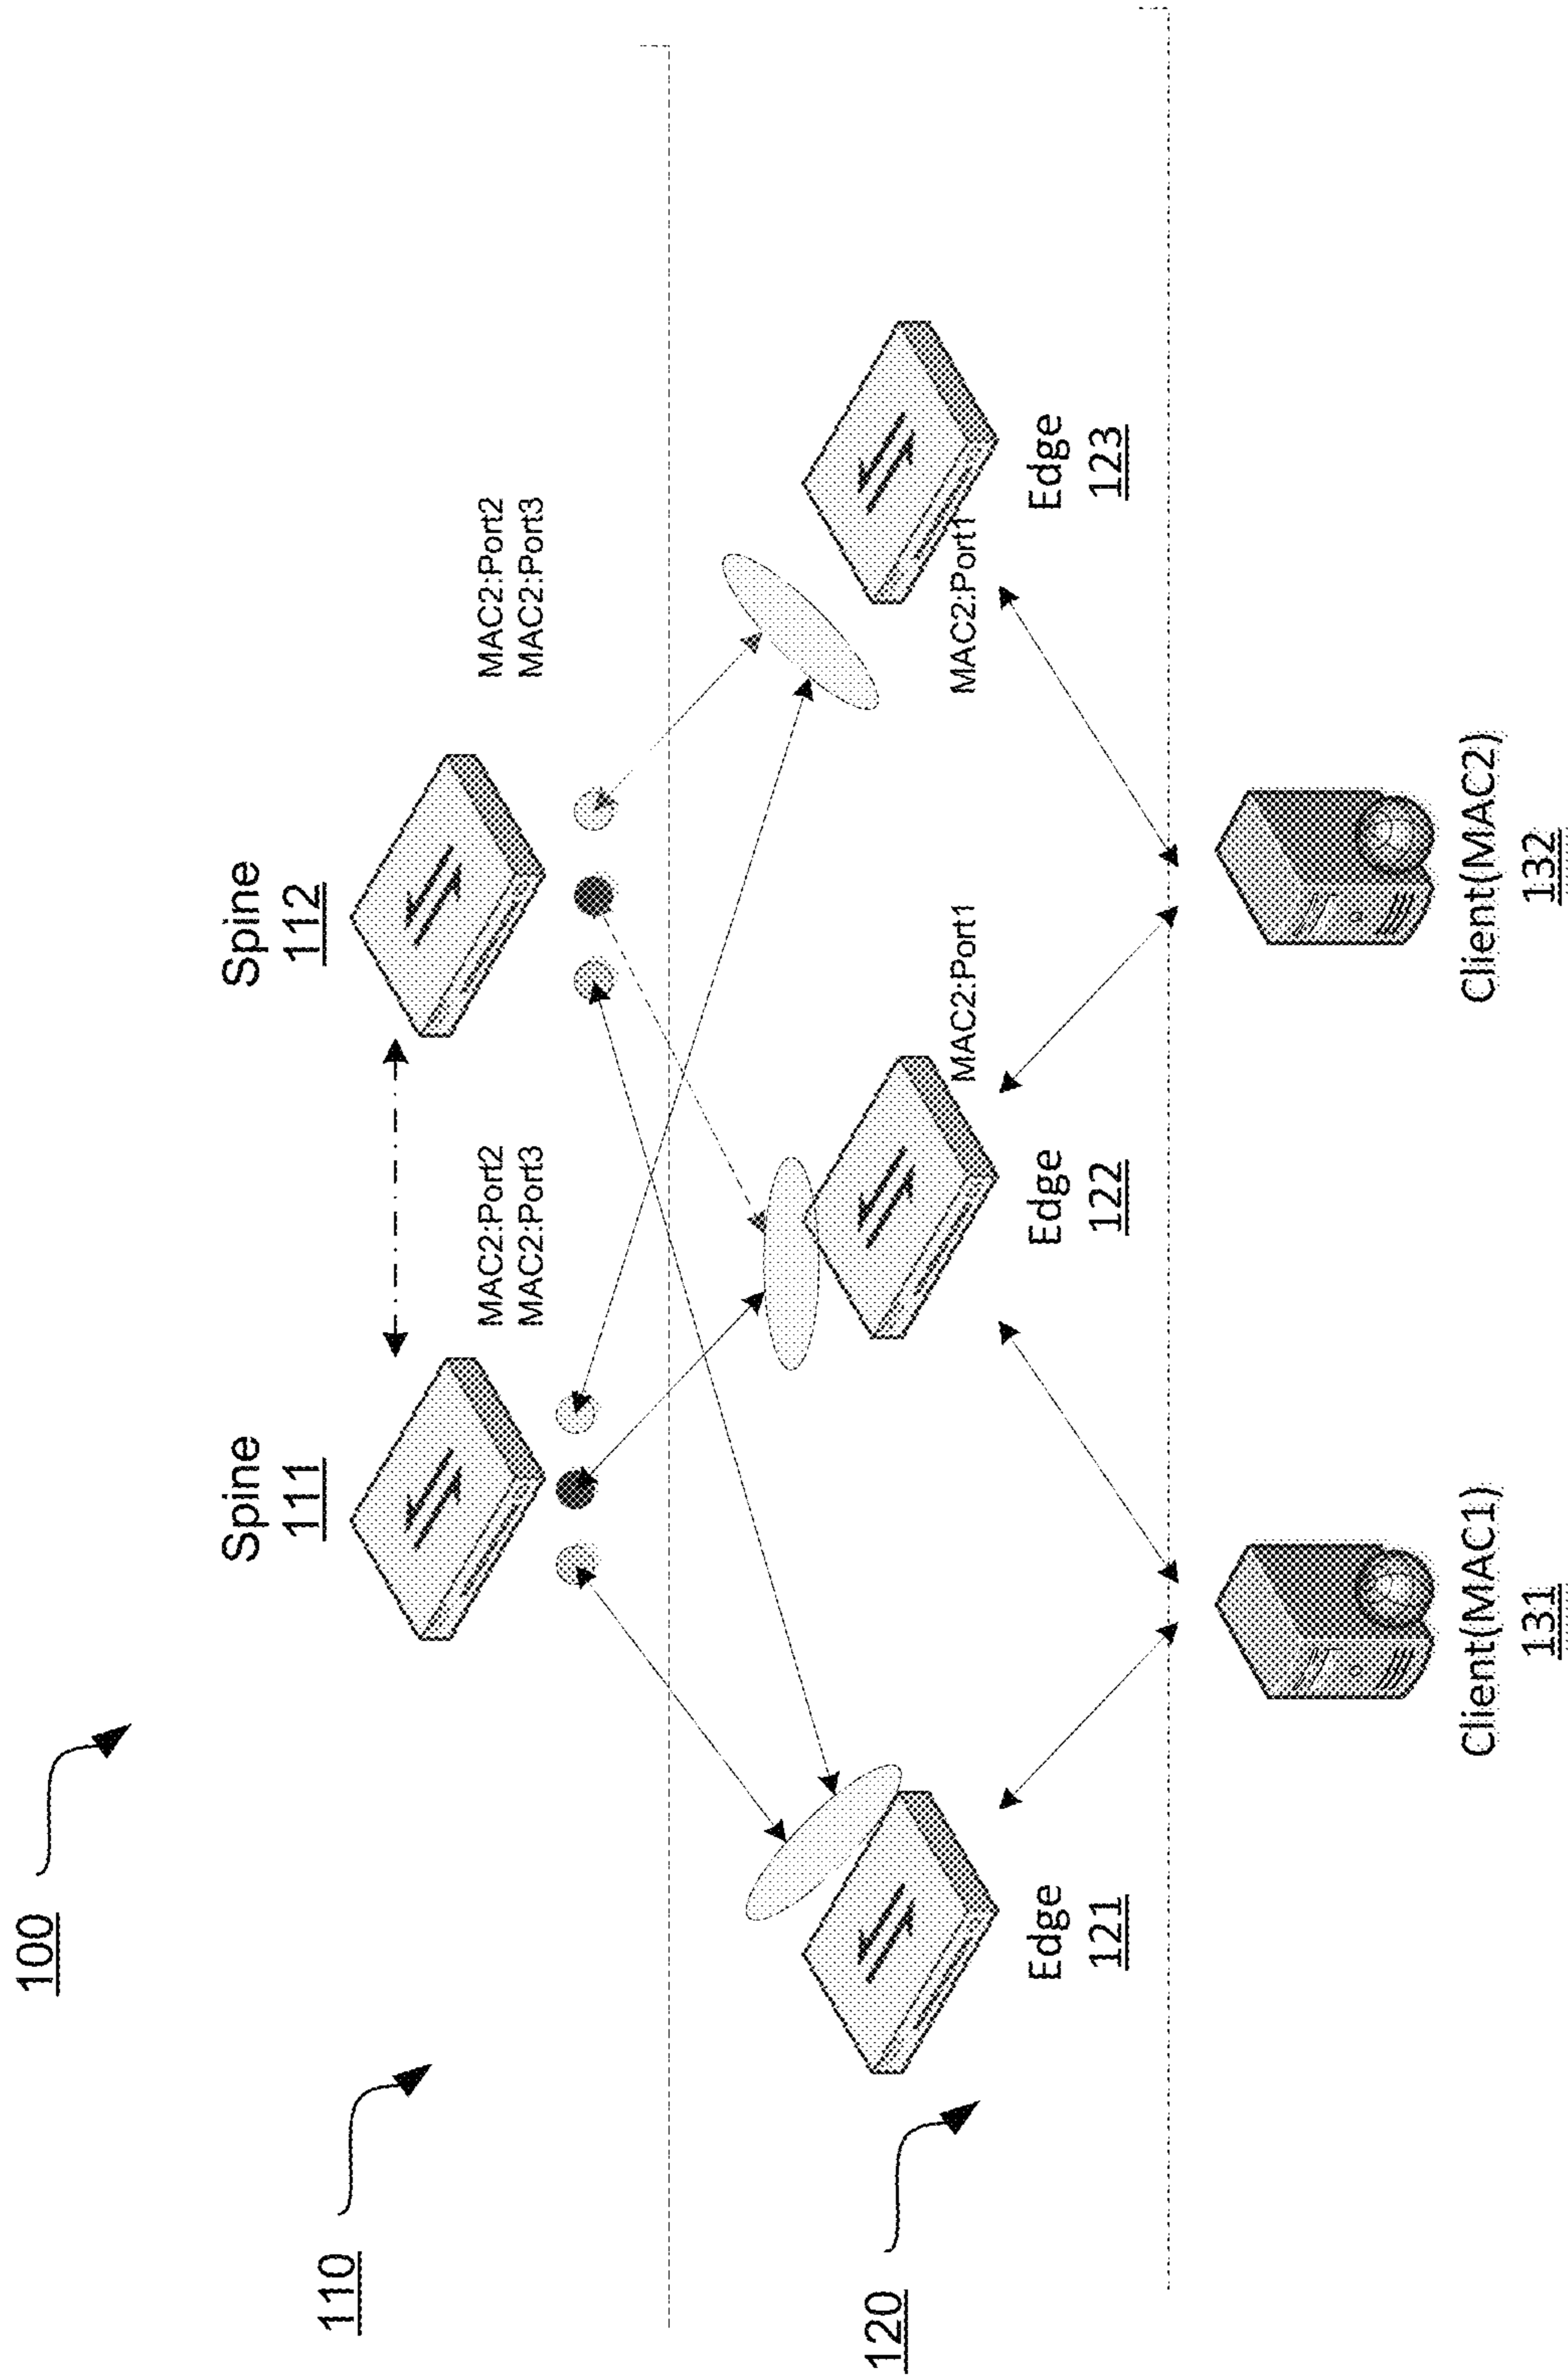 100
110
Spine
111
Spine
112
MAC2:Port2
MAC2:Port3
MAC2:Port2
MAC2:Port3
120
Edge
121
Edge
122
MAC2:Port1
Edge
123
MAC2:Port1
Client(MAC1)
131
Client(MAC2)
132